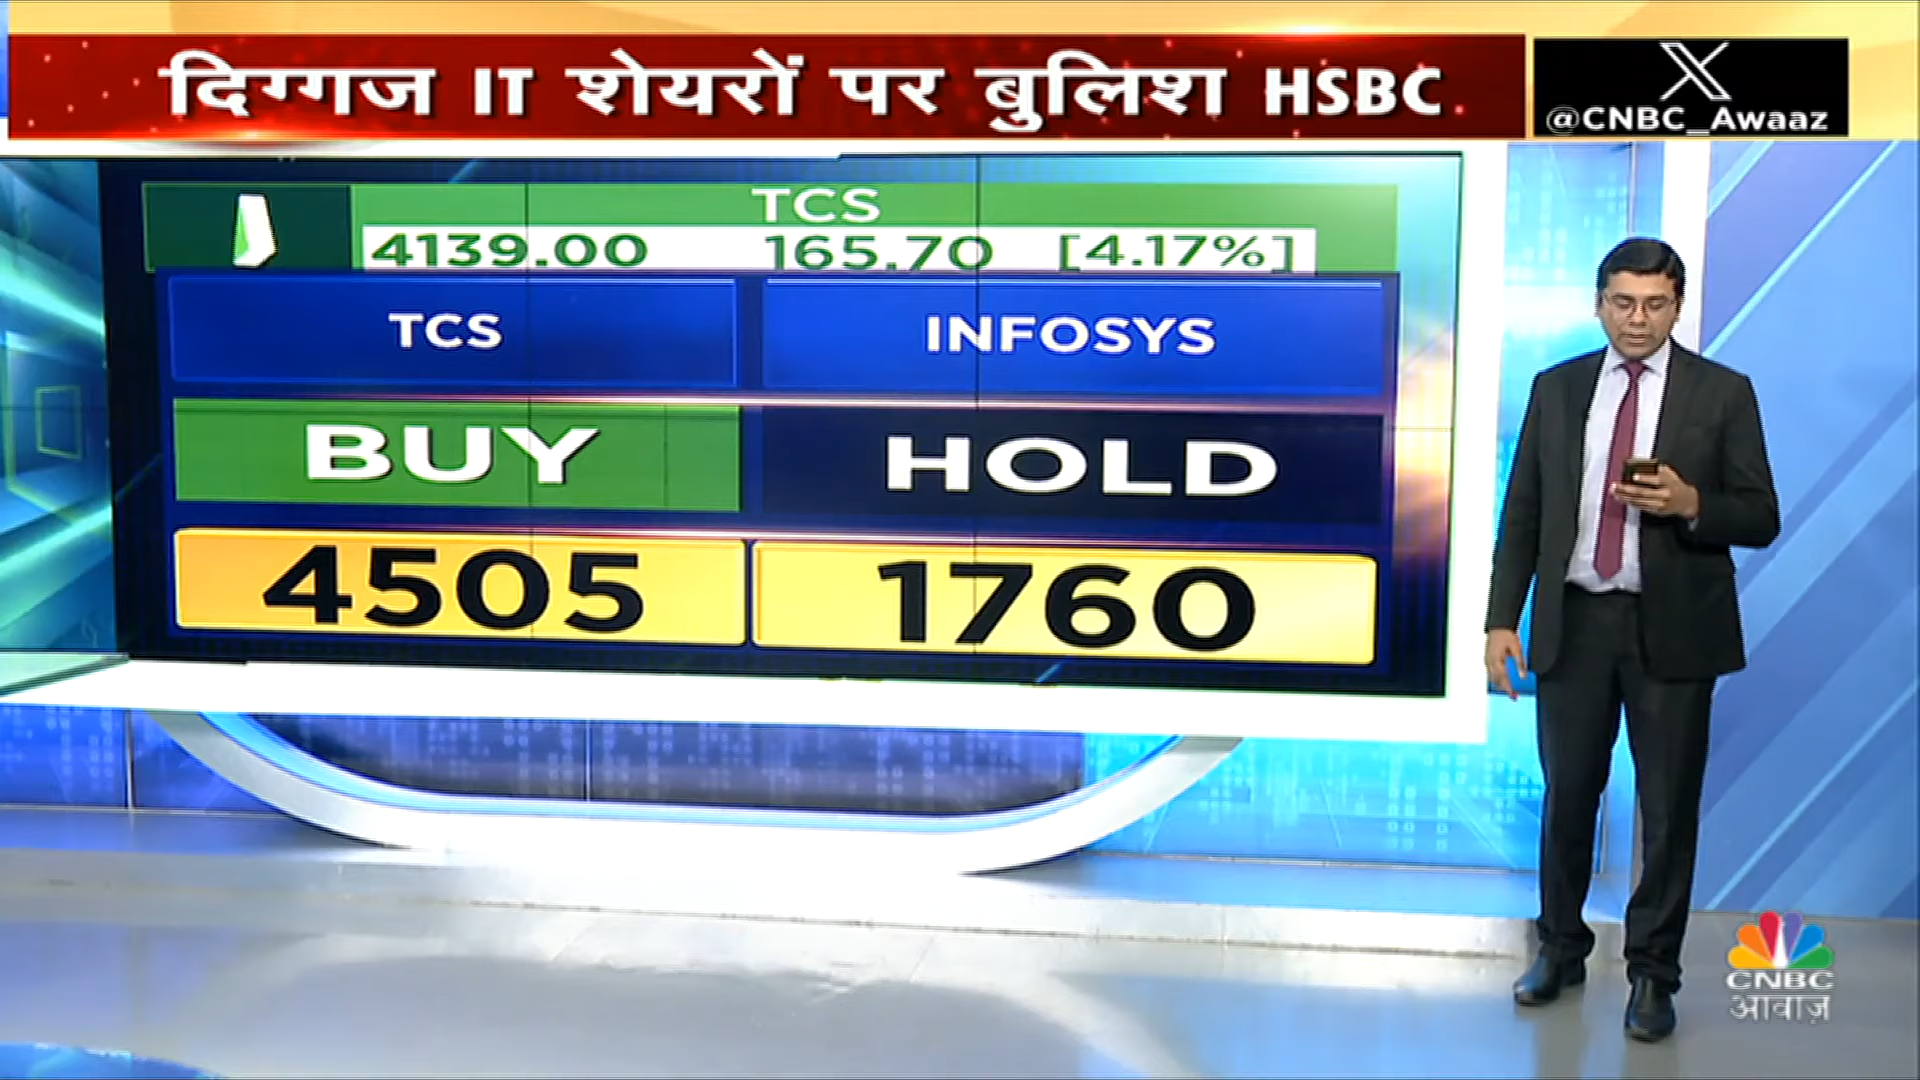 दिग्गज IT शेयरों पर बुलिश HSBC
@CNBC_Awaaz
TCS
4139.00 165.70 [4.17%]
TCS INFOSYS
BUY HOLD
4505 1760
CNBC
आवाज़